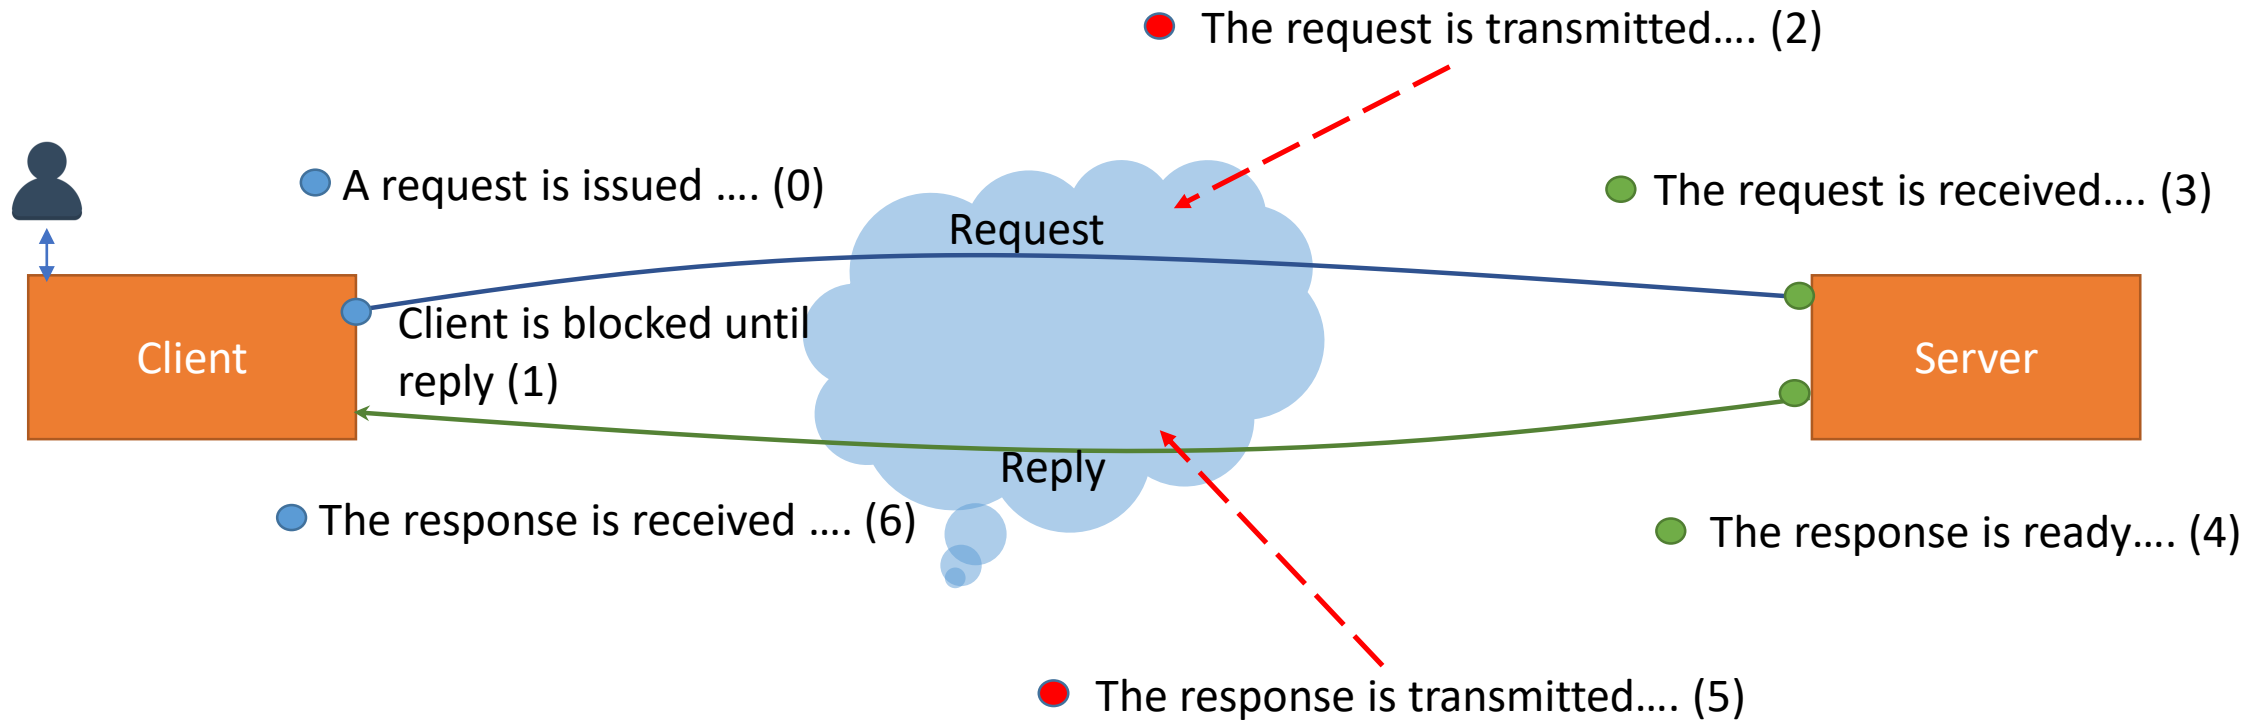 The request is transmitted.... (2)
A request is issued .... (0)
The request is received.... (3)
Request
Client is blocked until
reply (1)
Client
Server
Reply
The response is received .... (6)
The response is ready.... (4)
The response is transmitted.... (5)